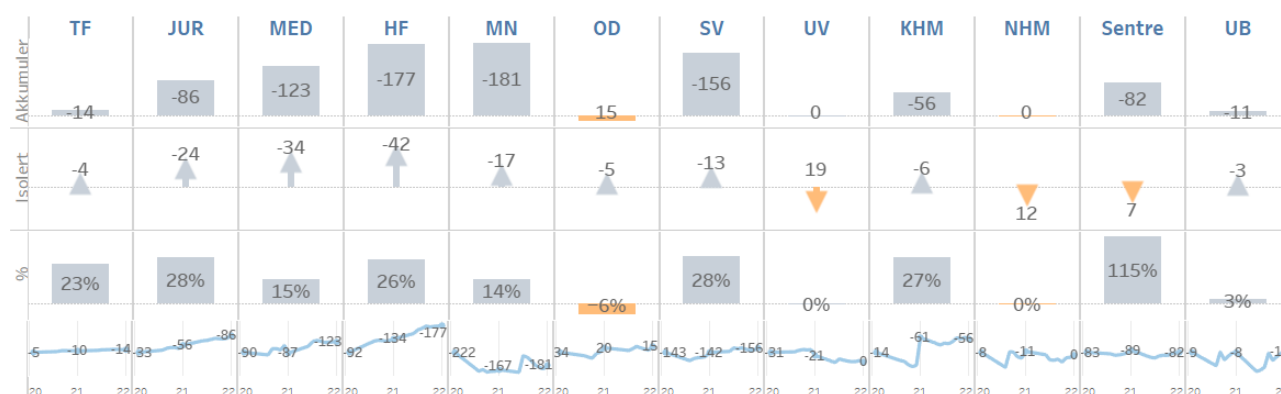 TF JUR MED HF MN OD SV UV KHM NHM Sentre UB
Akkumuler
-14 -86 -123 -177 -181 15 -156 0 -56 0 -82 -11
Isolert
-4 -24 -34 -42 -17 -5 -13 19 -6 12 7 -3
%
23% 28% 15% 26% 14% -6% 28% 0% 27% 0% 115% 3%
-5 -10 -14 -33 -56 -86 -90 -37 -123 -92 -134 -177 -222 -167 -181 34 20 15 -143 -142 -156 -31 -21 0 -14 -61 -56 -8 -11 0 -83 -89 -82 -9 -8 -1
20 21 22 20 21 22 20 21 22 20 21 22 20 21 22 20 21 22 20 21 22 20 21 22 20 21 22 20 21 22 20 21 22 20 21 2